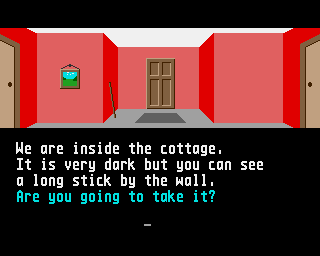 We are inside the cottage.
It is very dark but you can see
a long stick by the wall.
Are you going to take it?